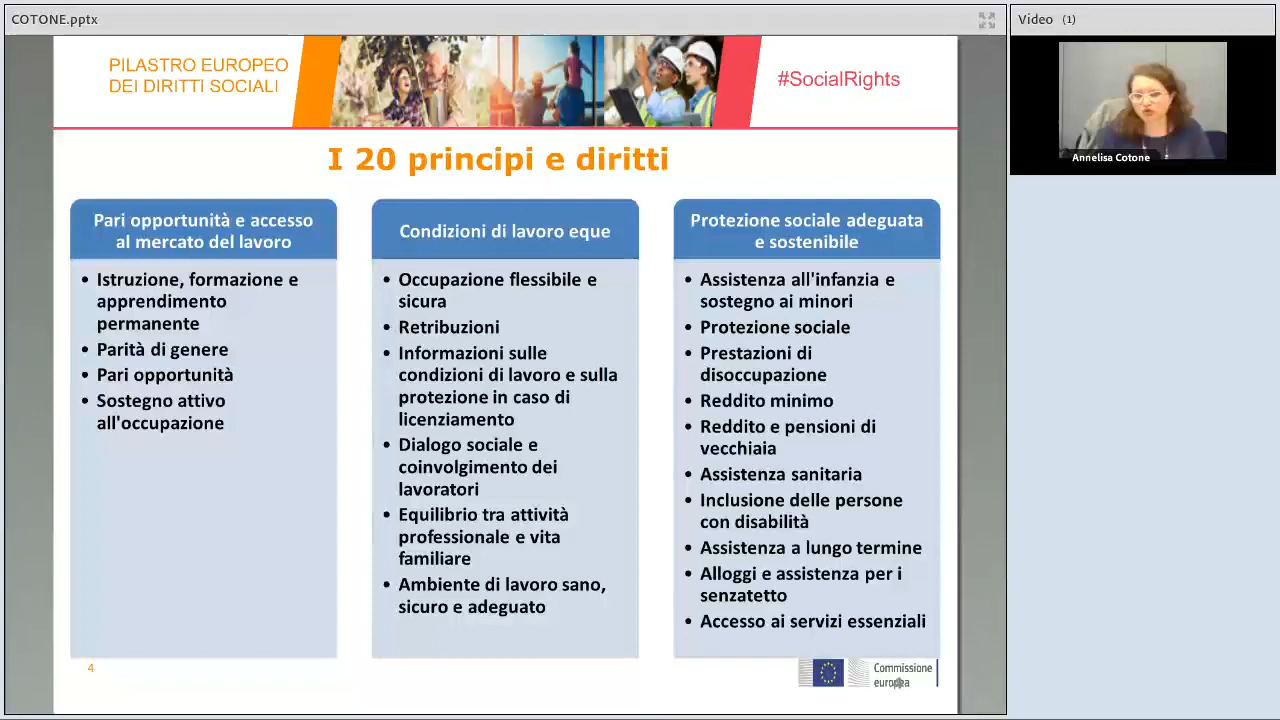 COTONE.pptx
Video (1)
PILASTRO EUROPEO
DEI DIRITTI SOCIALI
#SocialRights
Annelisa Cotone
I 20 principi e diritti
Pari opportunità e accesso
al mercato del lavoro
• Istruzione, formazione e
apprendimento
permanente
• Parità di genere
• Pari opportunità
• Sostegno attivo
all'occupazione
Condizioni di lavoro eque
• Occupazione flessibile e
sicura
• Retribuzioni
• Informazioni sulle
condizioni di lavoro e sulla
protezione in caso di
licenziamento
• Dialogo sociale e
coinvolgimento dei
lavoratori
• Equilibrio tra attività
professionale e vita
familiare
• Ambiente di lavoro sano,
sicuro e adeguato
Protezione sociale adeguata
e sostenibile
• Assistenza all'infanzia e
sostegno ai minori
• Protezione sociale
• Prestazioni di
disoccupazione
• Reddito minimo
• Reddito e pensioni di
vecchiaia
• Assistenza sanitaria
• Inclusione delle persone
con disabilità
• Assistenza a lungo termine
• Alloggi e assistenza per i
senzatetto
• Accesso ai servizi essenziali
4
Commissione
europea